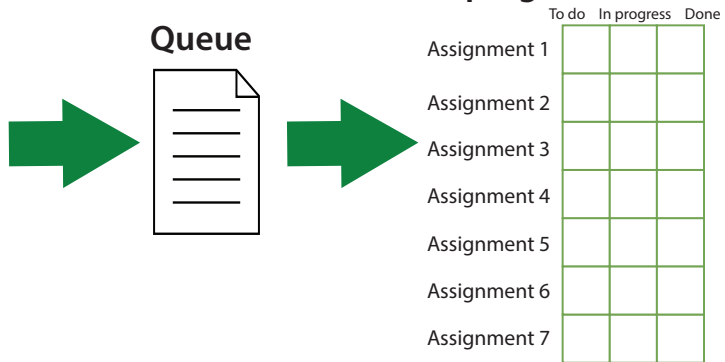 Queue
To do In progress Done
Assignment 1
Assignment 2
Assignment 3
Assignment 4
Assignment 5
Assignment 6
Assignment 7